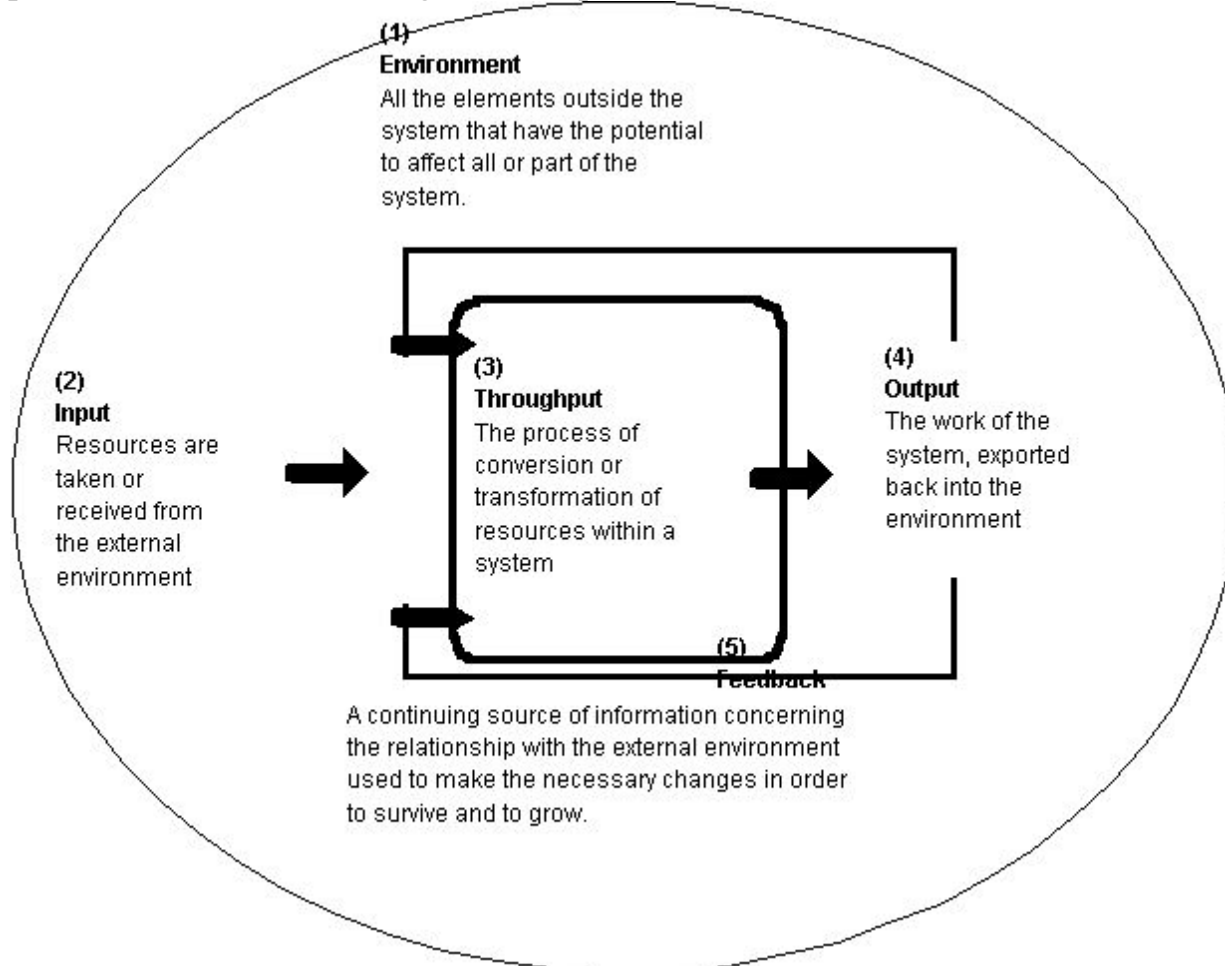 (1)
Environment
All the elements outside the
system that have the potential
to affect all or part of the
system.
(2)
Input
Resources are
taken or
received from
the external
environment
(3)
Throughput
The process of
conversion or
transformation of
resources within a
system
(4)
Output
The work of the
system, exported
back into the
environment
(5)
Feedback
A continuing source of information concerning
the relationship with the external environment
used to make the necessary changes in order
to survive and to grow.